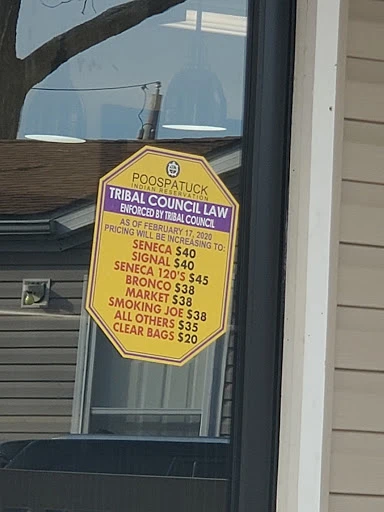 POOSPATUCK
INDIAN RESERVATION
TRIBAL COUNCIL LAW
ENFORCED BY TRIBAL COUNCIL
AS OF FEBRUARY 17, 2020
PRICING WILL BE INCREASING TO:
SENECA $40
SIGNAL $40
SENECA 120'S $45
BRONCO $38
MARKET $38
SMOKING JOE $38
ALL OTHERS $35
CLEAR BAGS $20